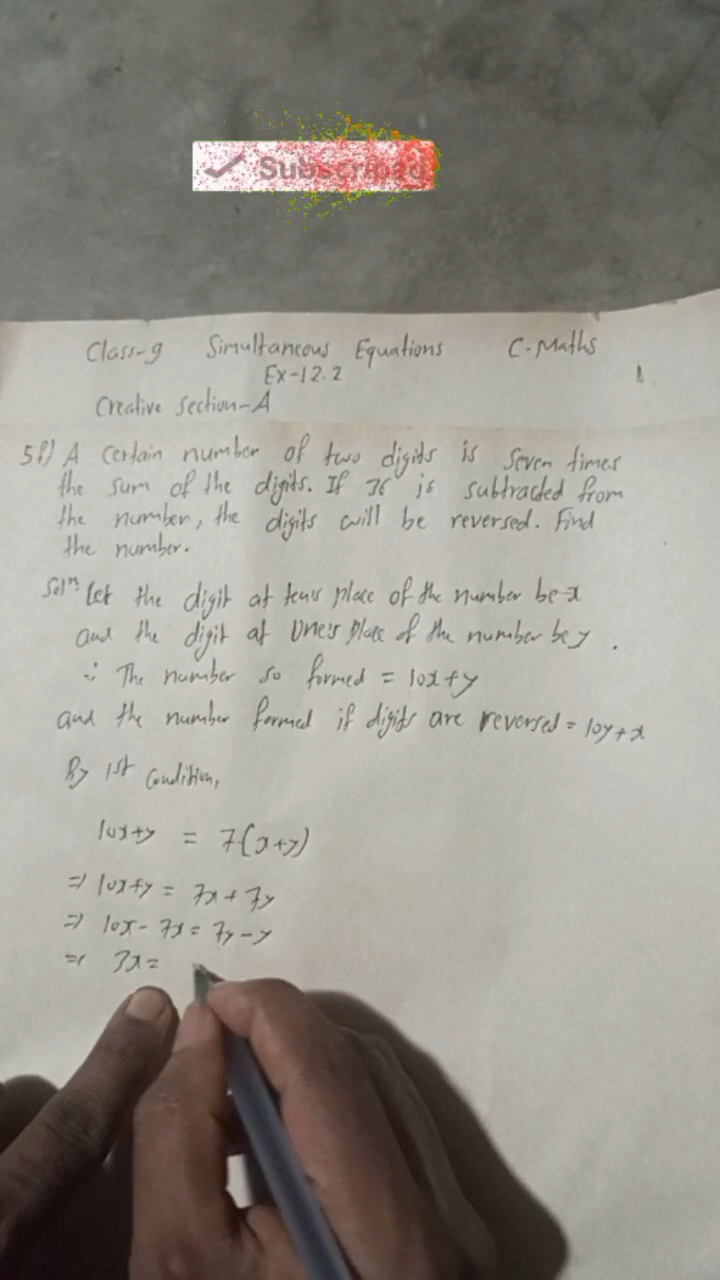 Subscribed
Class-9 Simultaneous Equations C-Maths
Ex-12.2
1.
Creative section-A
5f) A certain number of two digits is seven times
the sum of the digits. If 36 is subtracted from
the number, the digits will be reversed. Find
the number.
Solⁿ Let the digit at ten's place of the number be x
and the digit at one's place of the number be y.
∴ The number so formed = 10x+y
and the number formed if digits are reversed = 10y+x
By 1st condition,
10x+y = 7(x+y)
=) 10x+y = 7x+7y
=) 10x-7x = 7y-y
=) 3x =